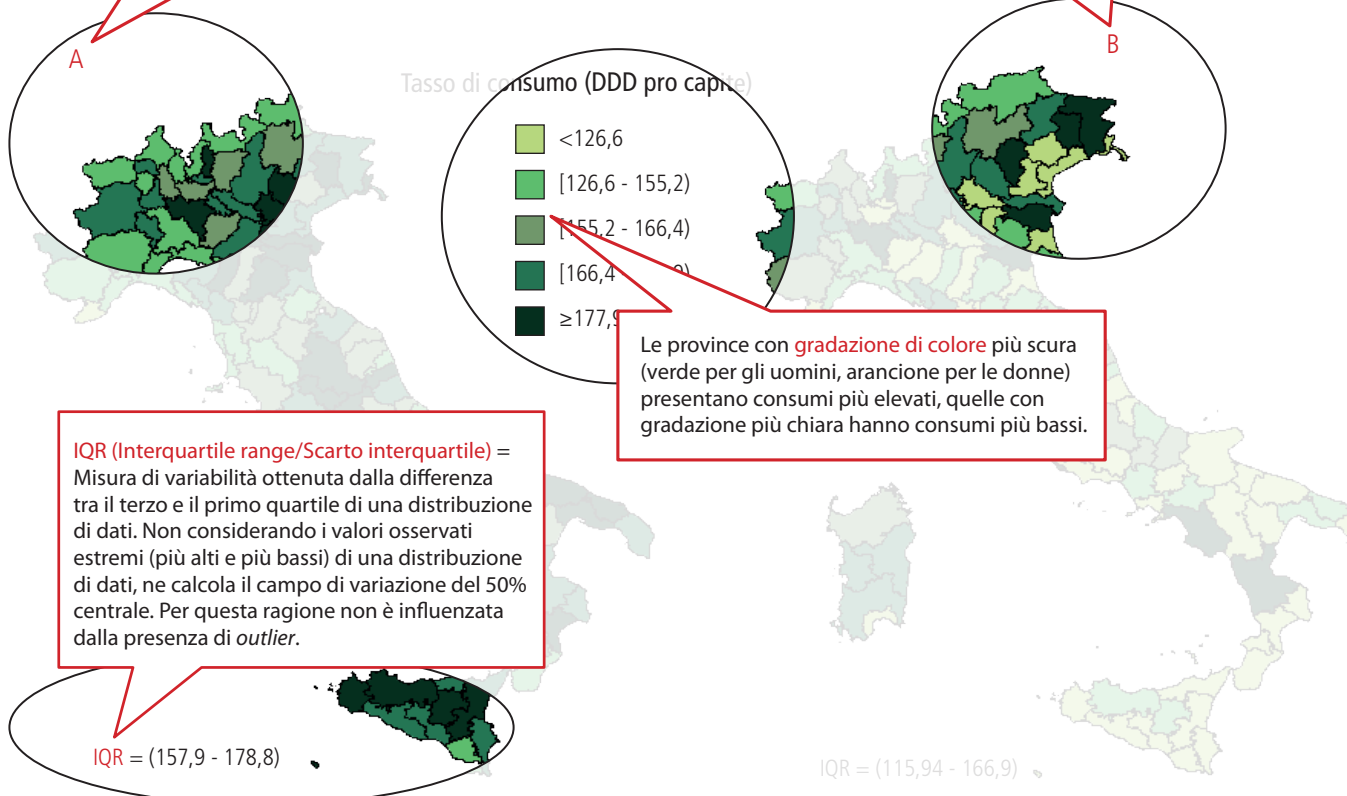 A
B
Tasso di consumo (DDD pro capite)
<126,6
[126,6 - 155,2)
[155,2 - 166,4)
[166,4
≥177,9
Le province con gradazione di colore più scura
(verde per gli uomini, arancione per le donne)
presentano consumi più elevati, quelle con
gradazione più chiara hanno consumi più bassi.
IQR (Interquartile range/Scarto interquartile) =
Misura di variabilità ottenuta dalla differenza
tra il terzo e il primo quartile di una distribuzione
di dati. Non considerando i valori osservati
estremi (più alti e più bassi) di una distribuzione
di dati, ne calcola il campo di variazione del 50%
centrale. Per questa ragione non è influenzata
dalla presenza di outlier.
IQR = (157,9 - 178,8)
IQR = (115,94 - 166,9)